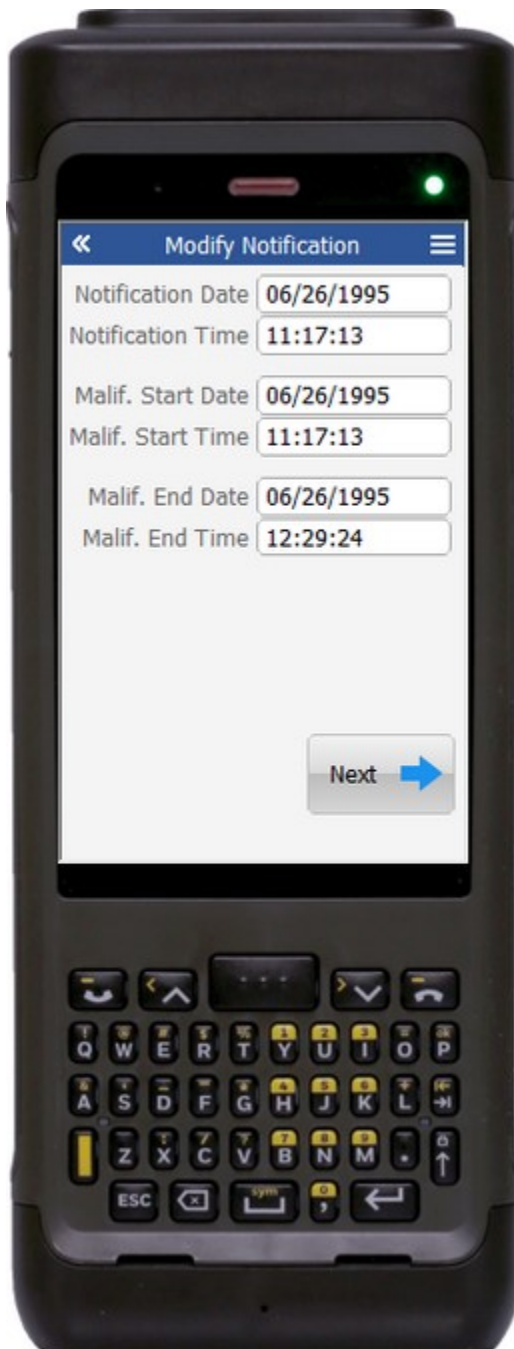 Modify Notification
Notification Date 06/26/1995
Notification Time 11:17:13
Malif. Start Date 06/26/1995
Malif. Start Time 11:17:13
Malif. End Date 06/26/1995
Malif. End Time 12:29:24
Next
Q W E R T Y U I O P
A S D F G H J K L
Z X C V B N M .
ESC sym ,